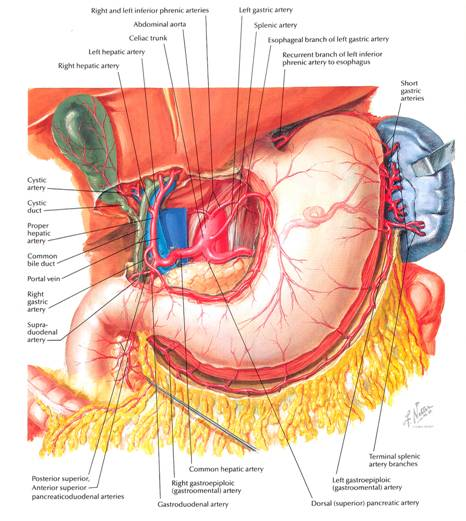 Right and left inferior phrenic arteries
Abdominal aorta
Celiac trunk
Left hepatic artery
Right hepatic artery
Left gastric artery
Splenic artery
Esophageal branch of left gastric artery
Recurrent branch of left inferior
phrenic artery to esophagus
Short
gastric
arteries
Cystic
artery
Cystic
duct
Proper
hepatic
artery
Common
bile duct
Portal vein
Right
gastric
artery
Supra-
duodenal
artery
Posterior superior,
Anterior superior
pancreaticoduodenal arteries
Common hepatic artery
Right gastroepiploic
(gastroomental) artery
Gastroduodenal artery
Terminal splenic
artery branches
Left gastroepiploic
(gastroomental) artery
Dorsal (superior) pancreatic artery
F. Netter